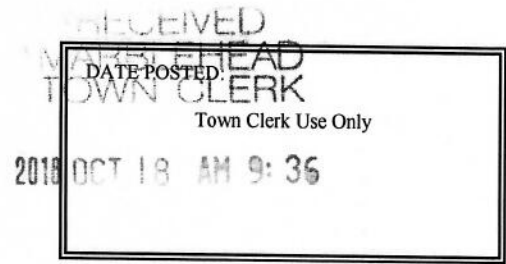 RECEIVED
MARBLEHEAD
DATE POSTED:
TOWN CLERK
Town Clerk Use Only
2018 OCT 18 AM 9:36